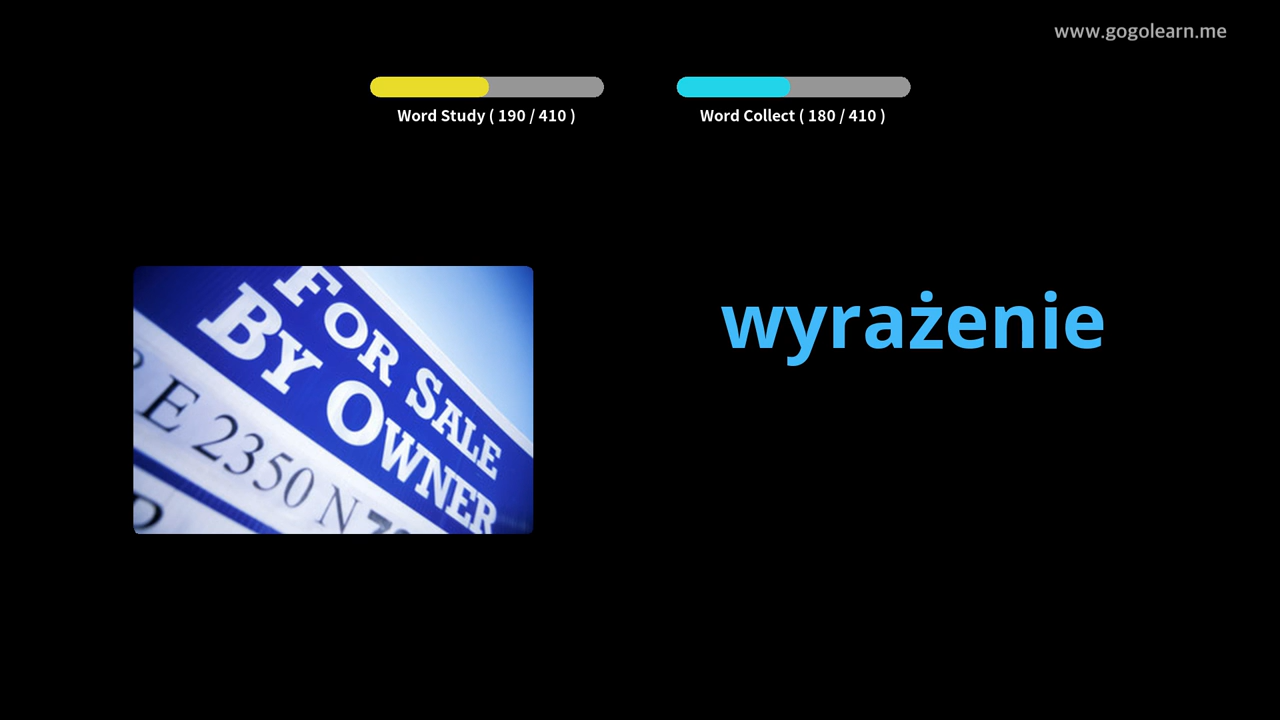 www.gogolearn.me
Word Study ( 190 / 410 )
Word Collect ( 180 / 410 )
FOR SALE
BY OWNER
E 2350 N
wyrażenie